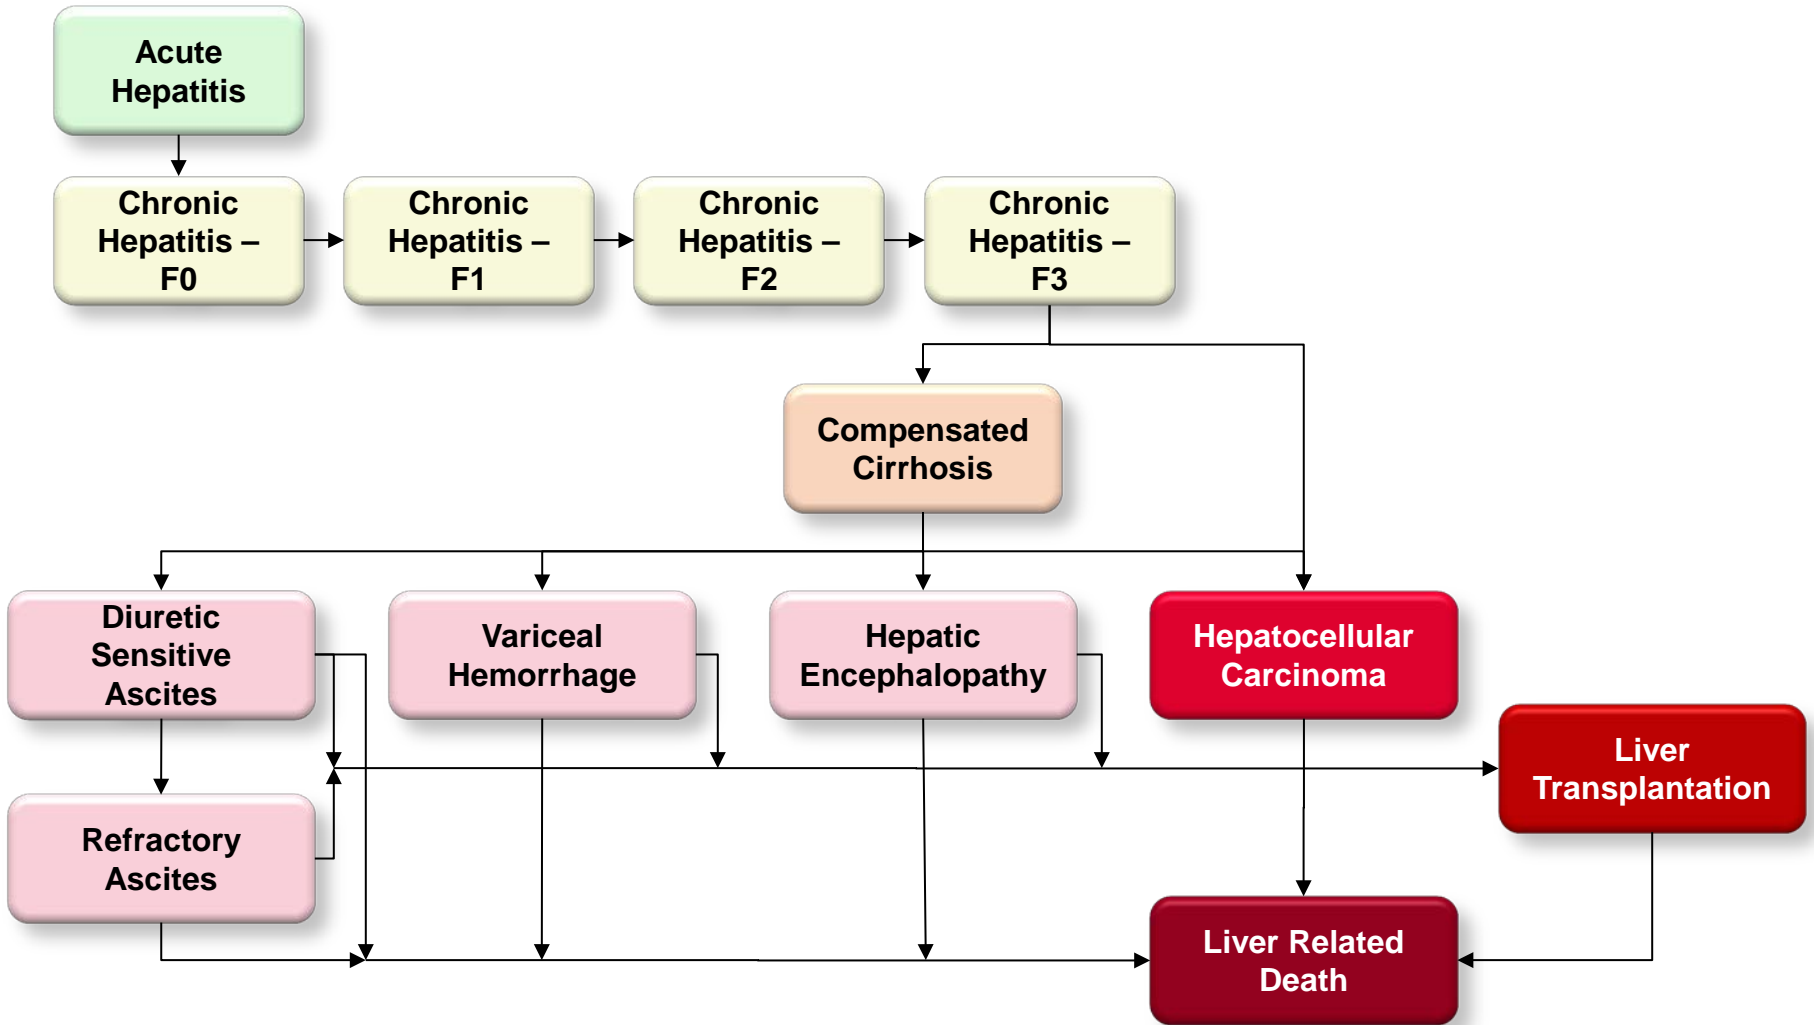 Acute
Hepatitis
Chronic
Hepatitis –
F0
Chronic
Hepatitis –
F1
Chronic
Hepatitis –
F2
Chronic
Hepatitis –
F3
Compensated
Cirrhosis
Diuretic
Sensitive
Ascites
Variceal
Hemorrhage
Hepatic
Encephalopathy
Hepatocellular
Carcinoma
Liver
Transplantation
Refractory
Ascites
Liver Related
Death